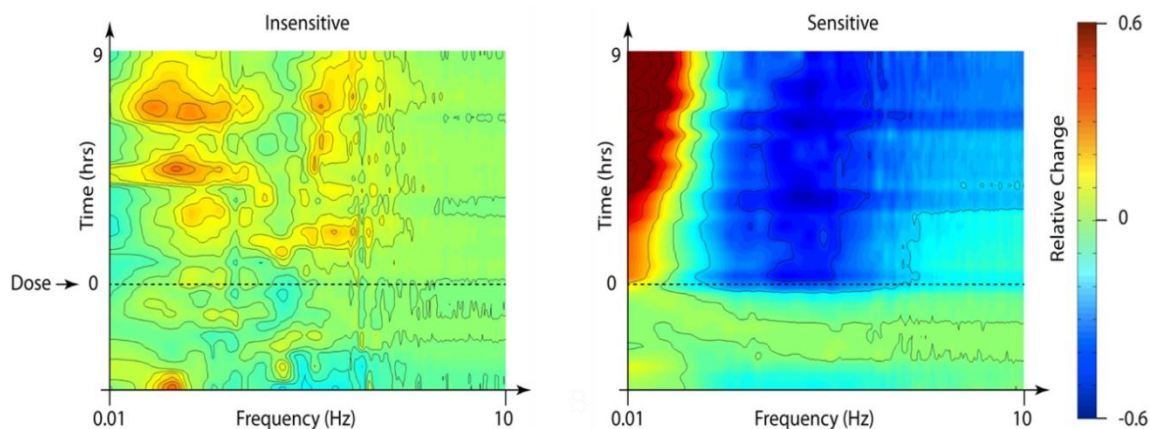 Insensitive
Sensitive
9
Time (hrs)
Dose
0
0.01
Frequency (Hz)
10
9
Time (hrs)
0
0.01
Frequency (Hz)
10
0.6
0
-0.6
Relative Change